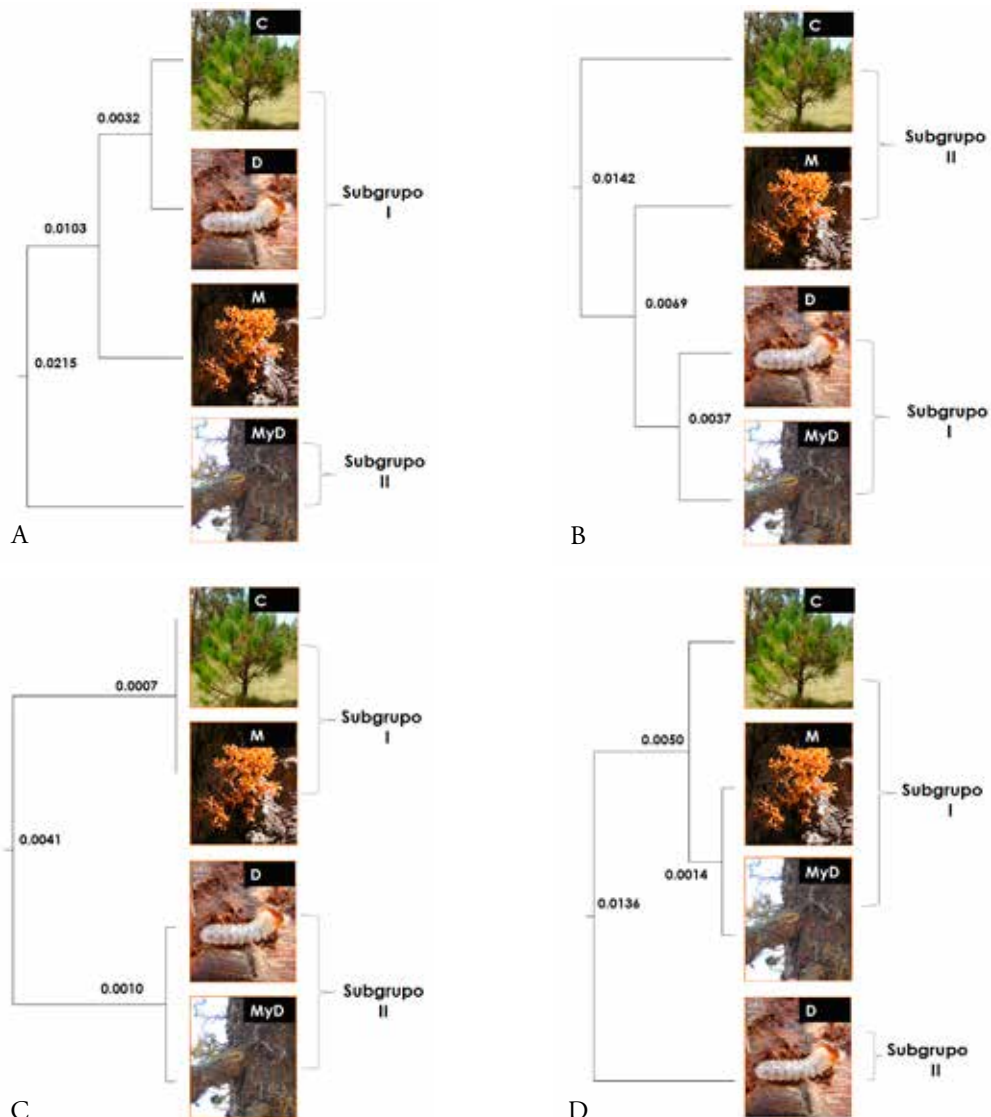 C
0.0032
D
Subgrupo
I
0.0103
M
0.0215
MyD
Subgrupo
II
A
C
Subgrupo
II
0.0142
M
0.0069
D
0.0037
Subgrupo
I
MyD
B
C
0.0007
Subgrupo
I
M
0.0041
D
0.0010
Subgrupo
II
MyD
C
C
0.0050
M
Subgrupo
I
0.0014
MyD
0.0136
D
Subgrupo
II
D